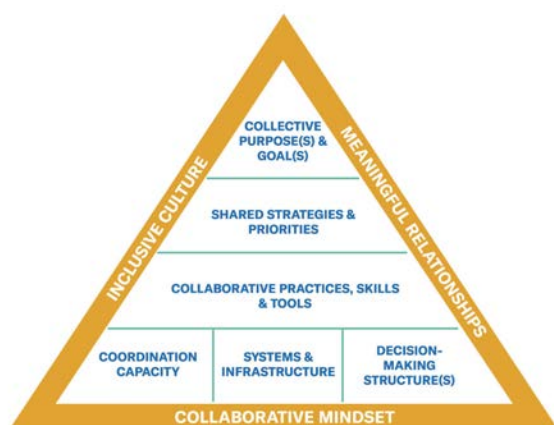 COLLECTIVE
PURPOSE(S) &
GOAL(S)
INCLUSIVE CULTURE
MEANINGFUL RELATIONSHIPS
SHARED STRATEGIES &
PRIORITIES
COLLABORATIVE PRACTICES, SKILLS
& TOOLS
COORDINATION
CAPACITY
SYSTEMS &
INFRASTRUCTURE
DECISION-
MAKING
STRUCTURE(S)
COLLABORATIVE MINDSET